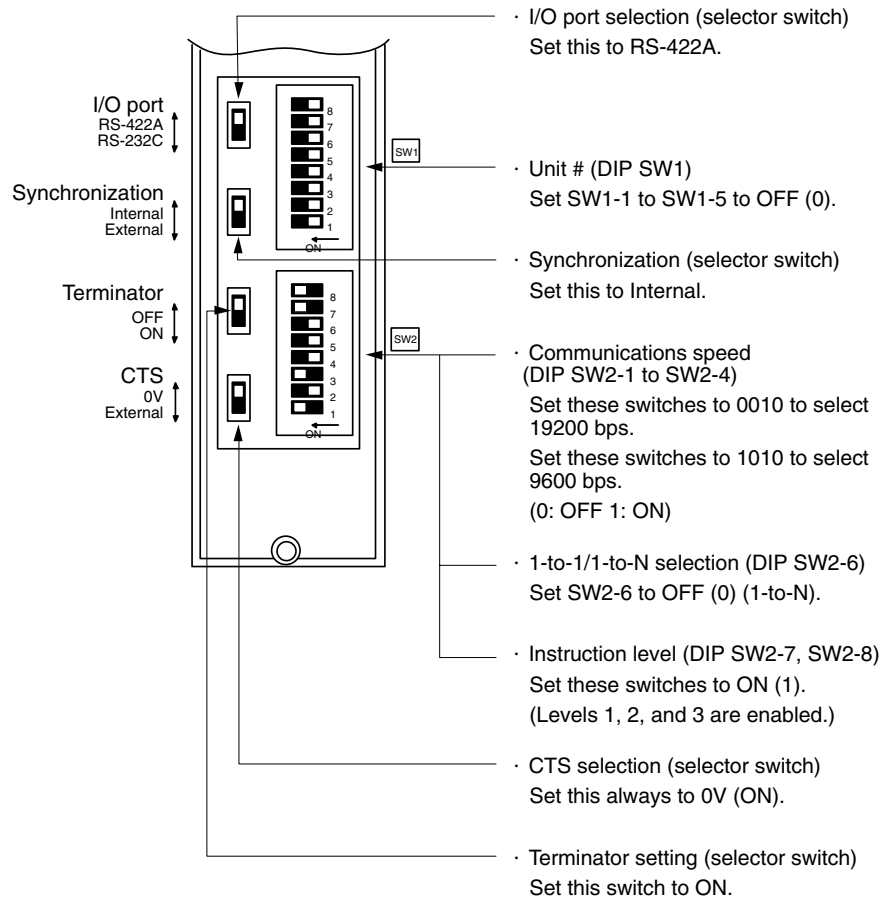 I/O port
RS-422A
RS-232C
Synchronization
Internal
External
Terminator
OFF
ON
CTS
0V
External
8
7
6
5
4
3
2
1
ON
SW1
8
7
6
5
4
3
2
1
ON
SW2
· I/O port selection (selector switch)
Set this to RS-422A.
· Unit # (DIP SW1)
Set SW1-1 to SW1-5 to OFF (0).
· Synchronization (selector switch)
Set this to Internal.
· Communications speed
(DIP SW2-1 to SW2-4)
Set these switches to 0010 to select
19200 bps.
Set these switches to 1010 to select
9600 bps.
(0: OFF 1: ON)
· 1-to-1/1-to-N selection (DIP SW2-6)
Set SW2-6 to OFF (0) (1-to-N).
· Instruction level (DIP SW2-7, SW2-8)
Set these switches to ON (1).
(Levels 1, 2, and 3 are enabled.)
· CTS selection (selector switch)
Set this always to 0V (ON).
· Terminator setting (selector switch)
Set this switch to ON.